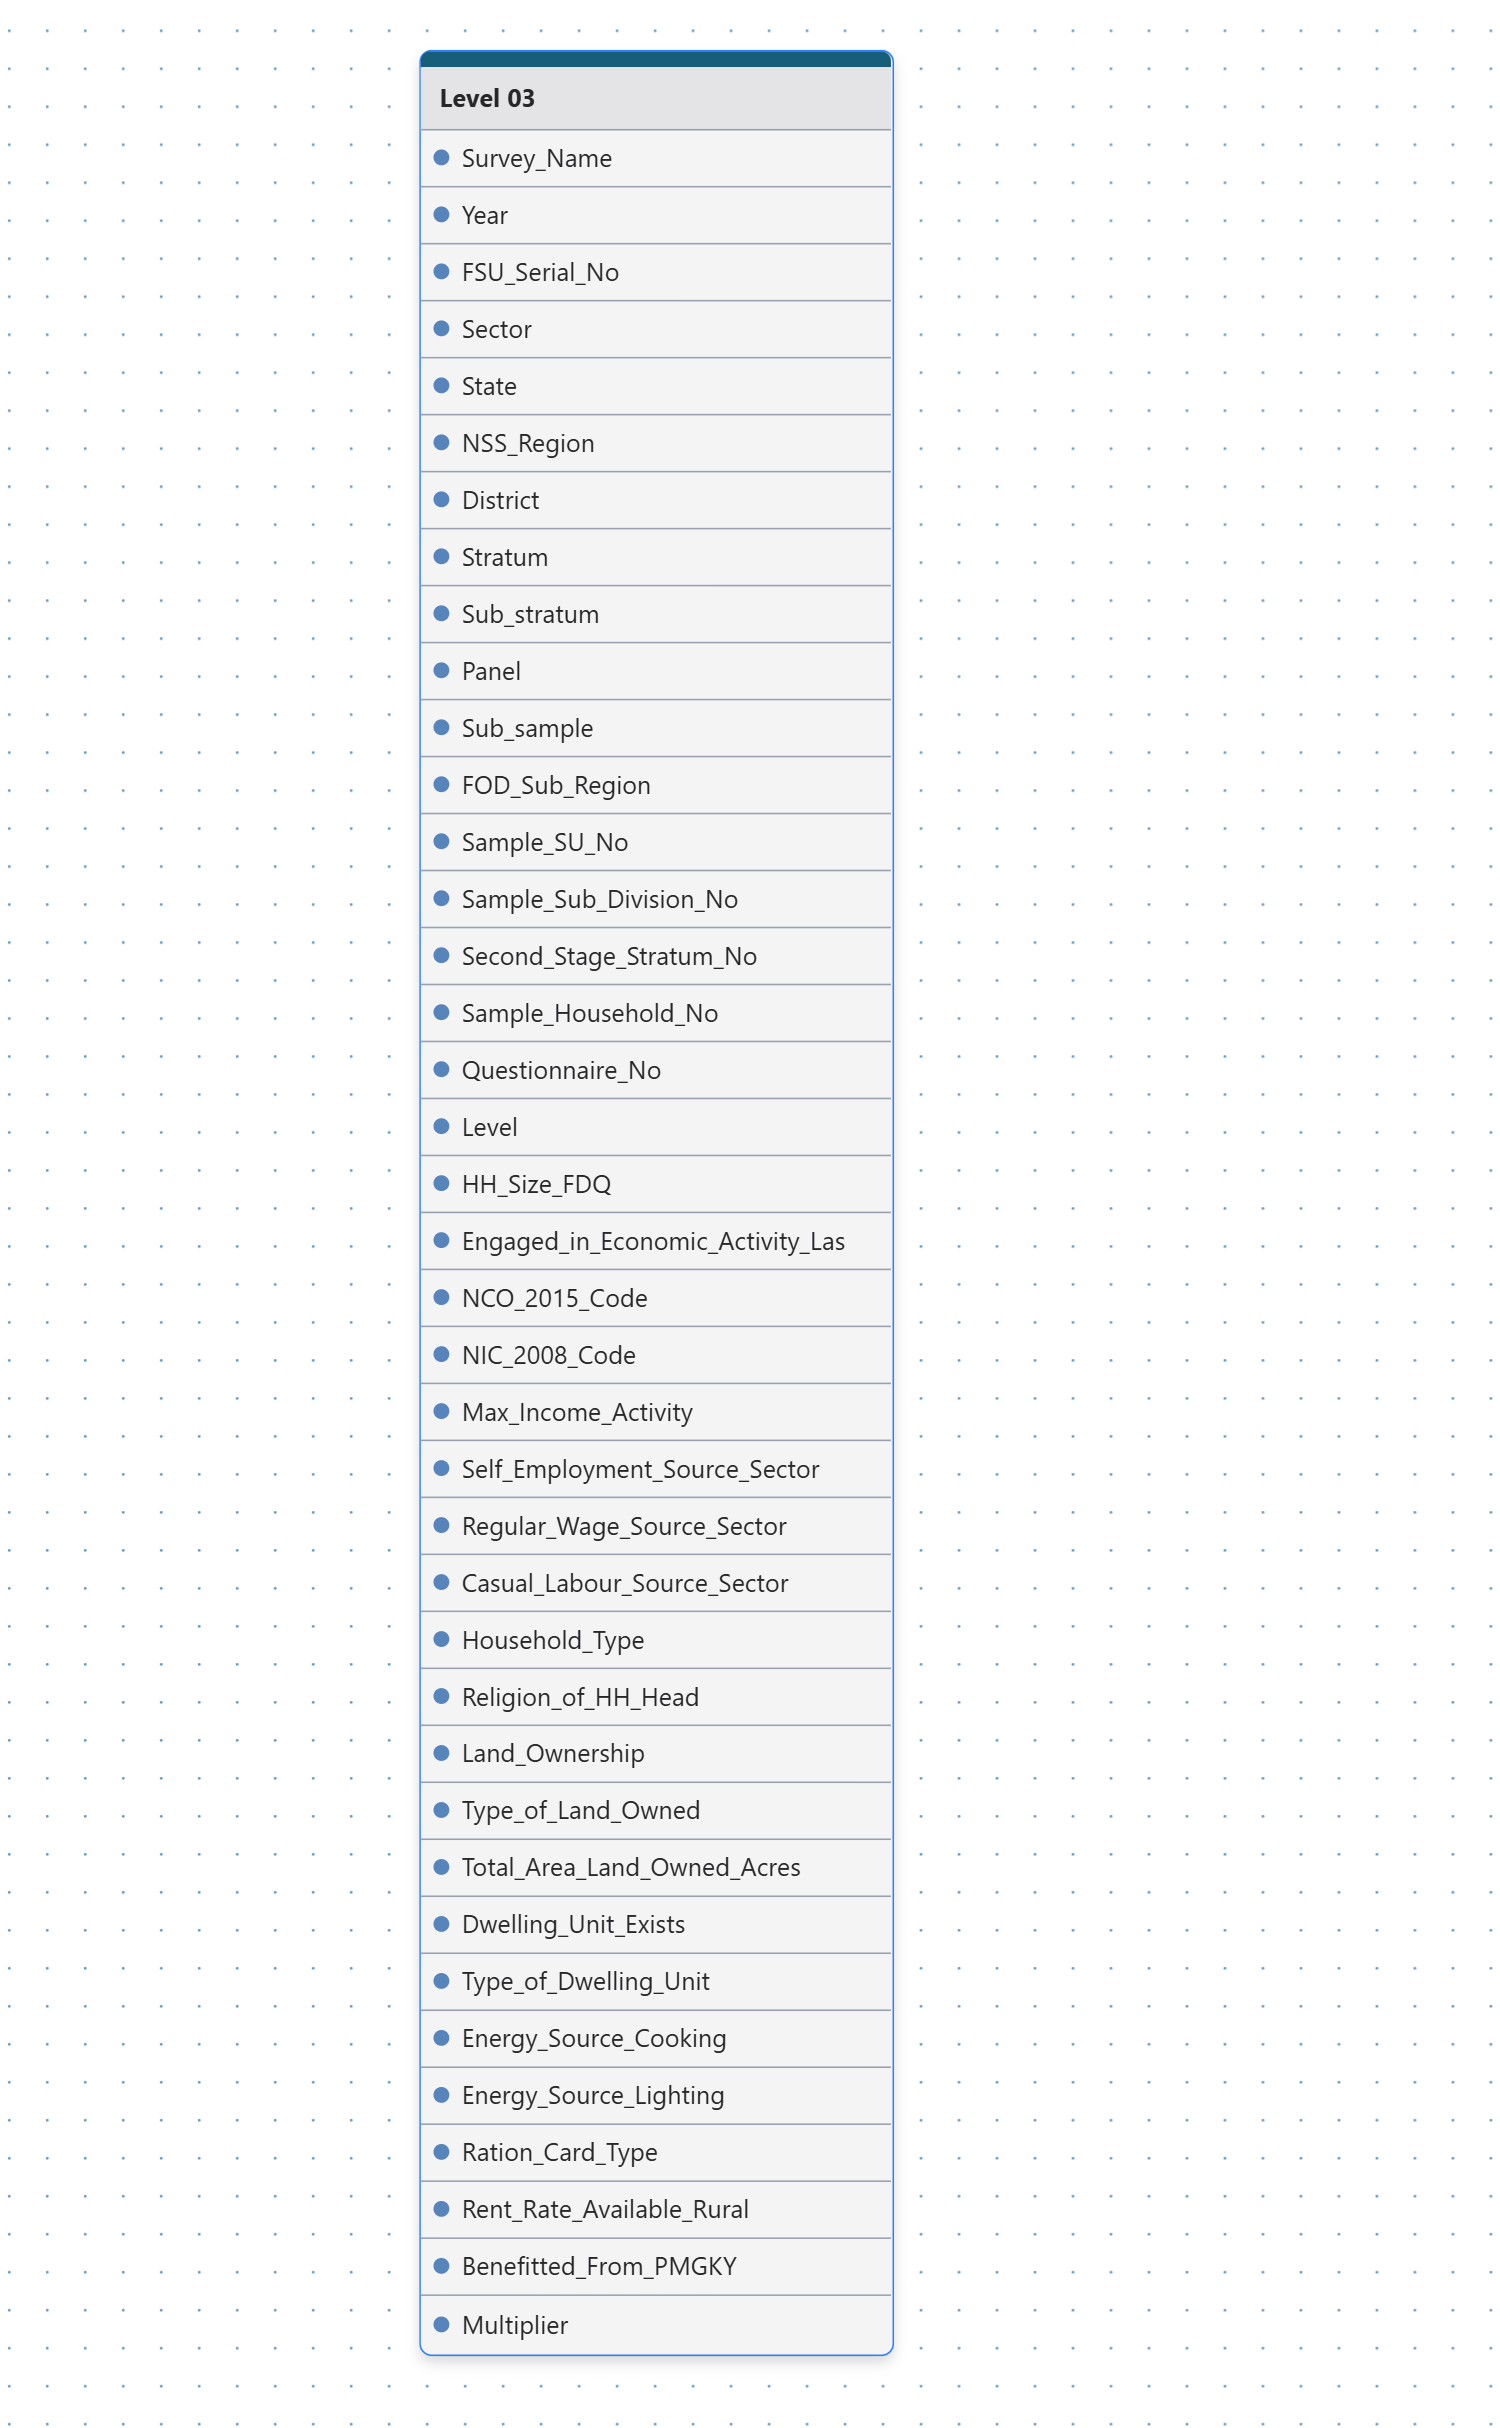 Level 03
Survey_Name
Year
FSU_Serial_No
Sector
State
NSS_Region
District
Stratum
Sub_stratum
Panel
Sub_sample
FOD_Sub_Region
Sample_SU_No
Sample_Sub_Division_No
Second_Stage_Stratum_No
Sample_Household_No
Questionnaire_No
Level
HH_Size_FDQ
Engaged_in_Economic_Activity_Las
NCO_2015_Code
NIC_2008_Code
Max_Income_Activity
Self_Employment_Source_Sector
Regular_Wage_Source_Sector
Casual_Labour_Source_Sector
Household_Type
Religion_of_HH_Head
Land_Ownership
Type_of_Land_Owned
Total_Area_Land_Owned_Acres
Dwelling_Unit_Exists
Type_of_Dwelling_Unit
Energy_Source_Cooking
Energy_Source_Lighting
Ration_Card_Type
Rent_Rate_Available_Rural
Benefitted_From_PMGKY
Multiplier